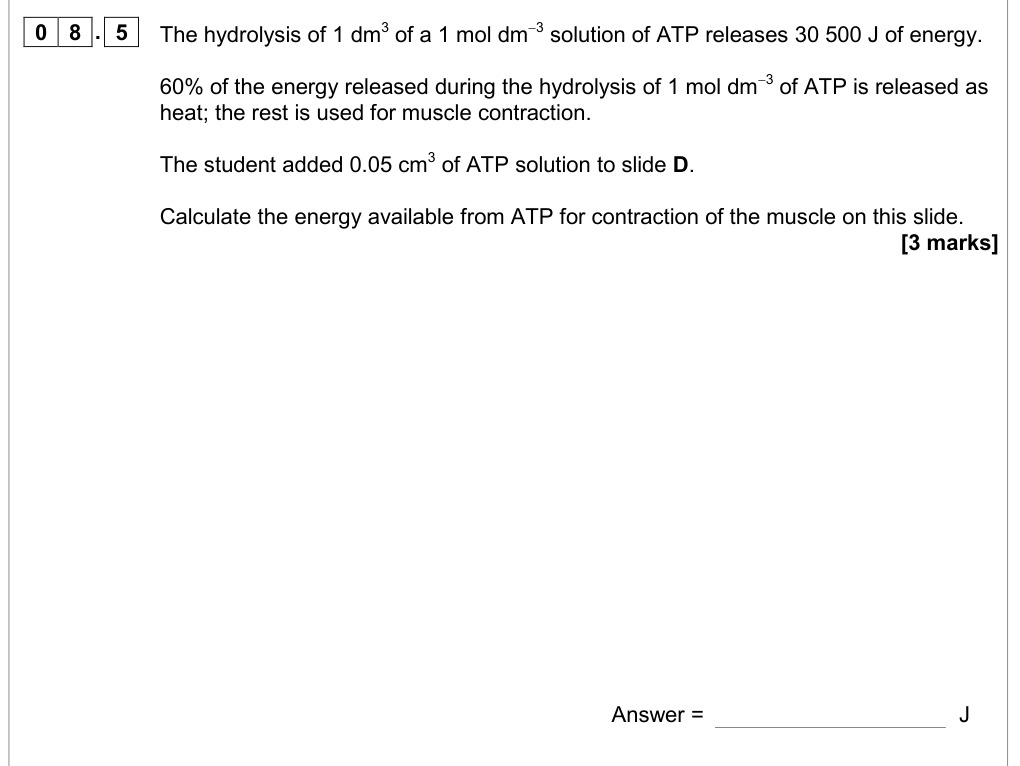 08.5 The hydrolysis of 1 dm³ of a 1 mol dm⁻³ solution of ATP releases 30 500 J of energy.
60% of the energy released during the hydrolysis of 1 mol dm⁻³ of ATP is released as
heat; the rest is used for muscle contraction.
The student added 0.05 cm³ of ATP solution to slide D.
Calculate the energy available from ATP for contraction of the muscle on this slide.
[3 marks]
Answer = J